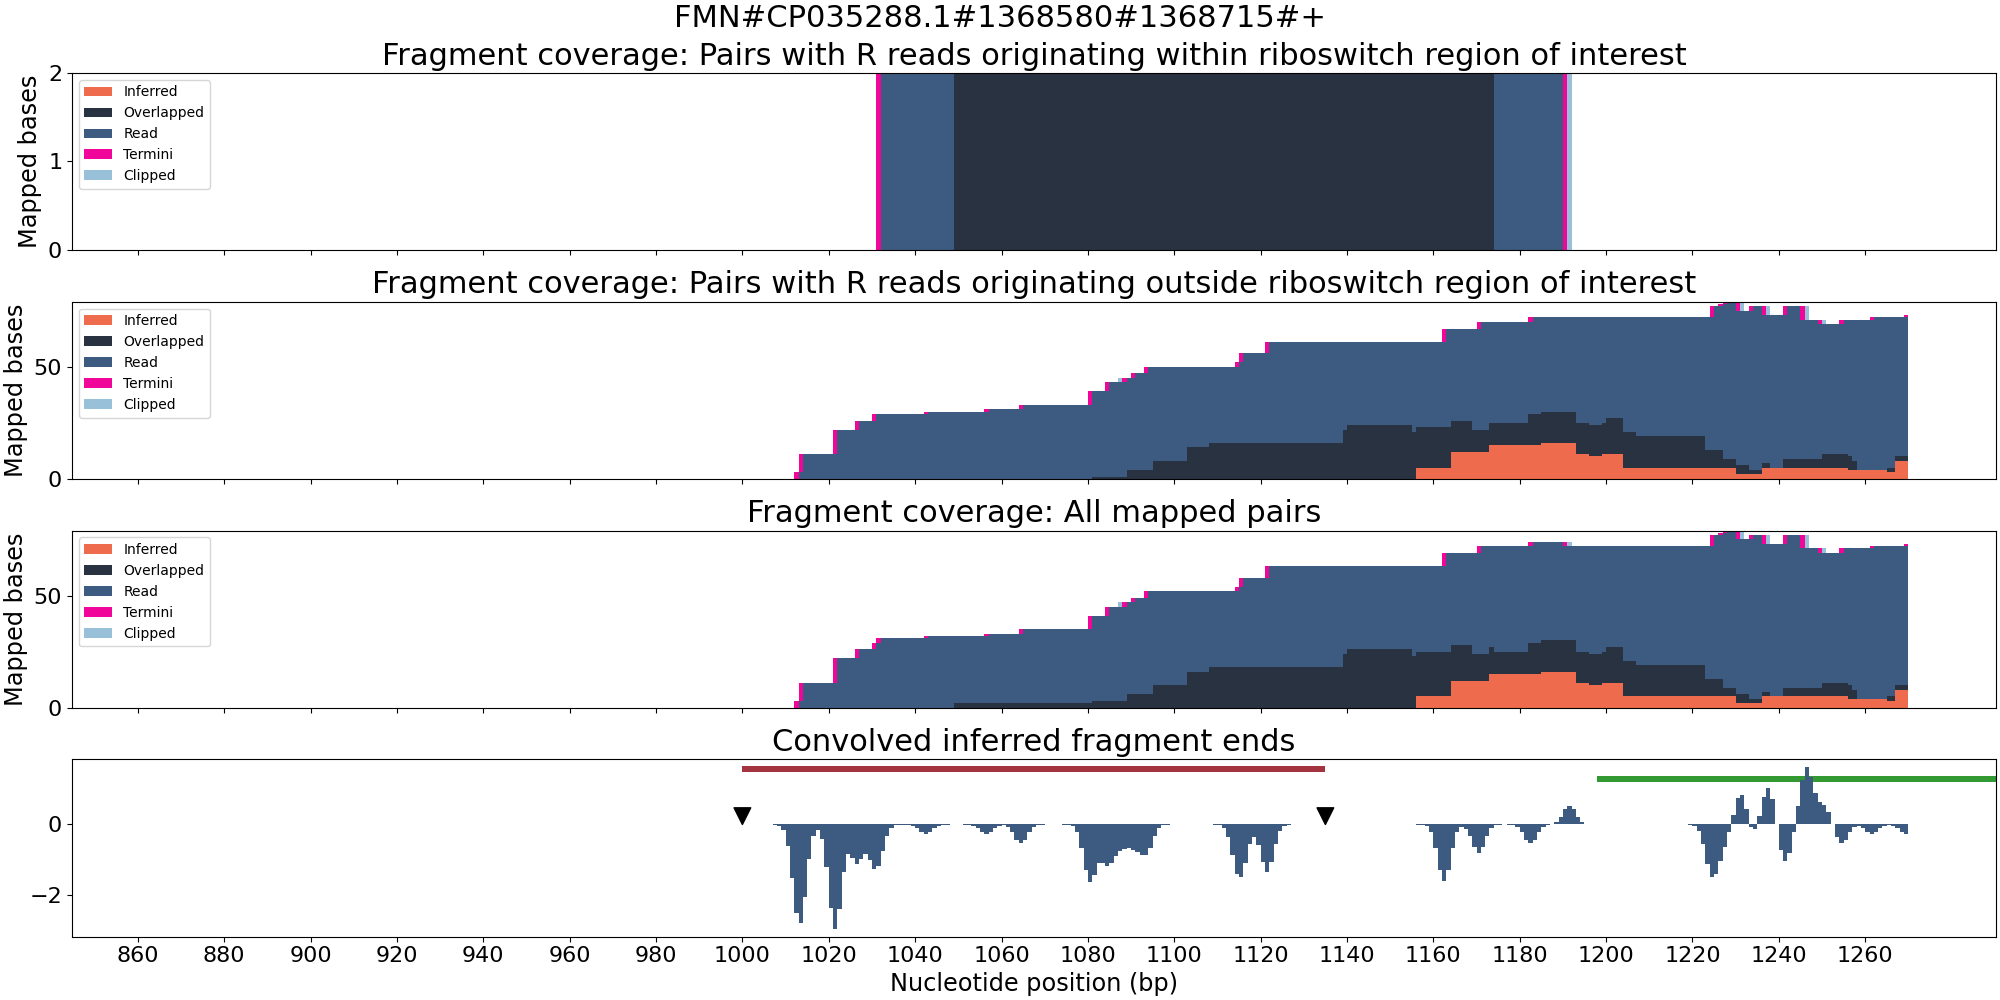 FMN#CP035288.1#1368580#1368715#+
Fragment coverage: Pairs with R reads originating within riboswitch region of interest
Mapped bases
2
1
0
Inferred
Overlapped
Read
Termini
Clipped
Fragment coverage: Pairs with R reads originating outside riboswitch region of interest
Mapped bases
50
0
Inferred
Overlapped
Read
Termini
Clipped
Fragment coverage: All mapped pairs
Mapped bases
50
0
Inferred
Overlapped
Read
Termini
Clipped
Convolved inferred fragment ends
0
−2
860 880 900 920 940 960 980 1000 1020 1040 1060 1080 1100 1120 1140 1160 1180 1200 1220 1240 1260
Nucleotide position (bp)